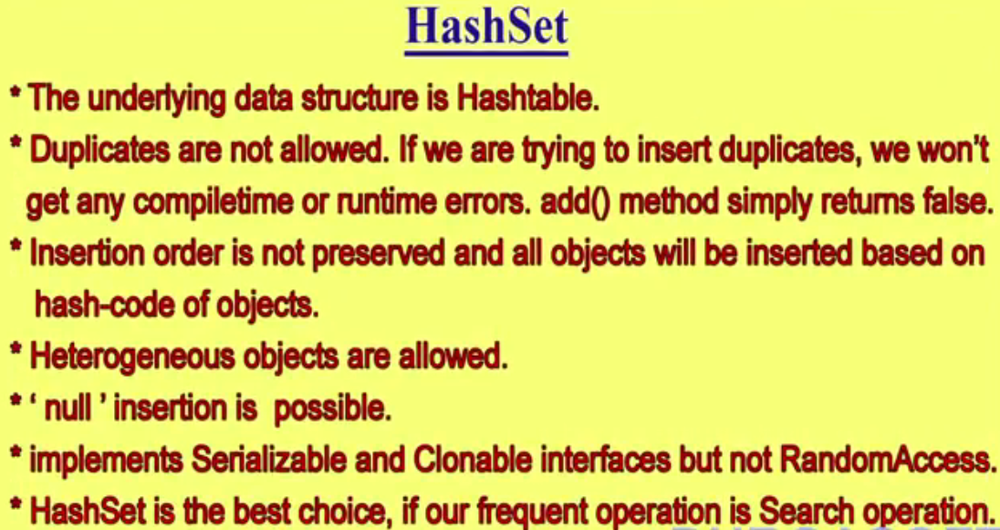 HashSet
* The underlying data structure is Hashtable.
* Duplicates are not allowed. If we are trying to insert duplicates, we won't
get any compiletime or runtime errors. add() method simply returns false.
* Insertion order is not preserved and all objects will be inserted based on
hash-code of objects.
* Heterogeneous objects are allowed.
* ‘ null ’ insertion is possible.
* implements Serializable and Clonable interfaces but not RandomAccess.
* HashSet is the best choice, if our frequent operation is Search operation.